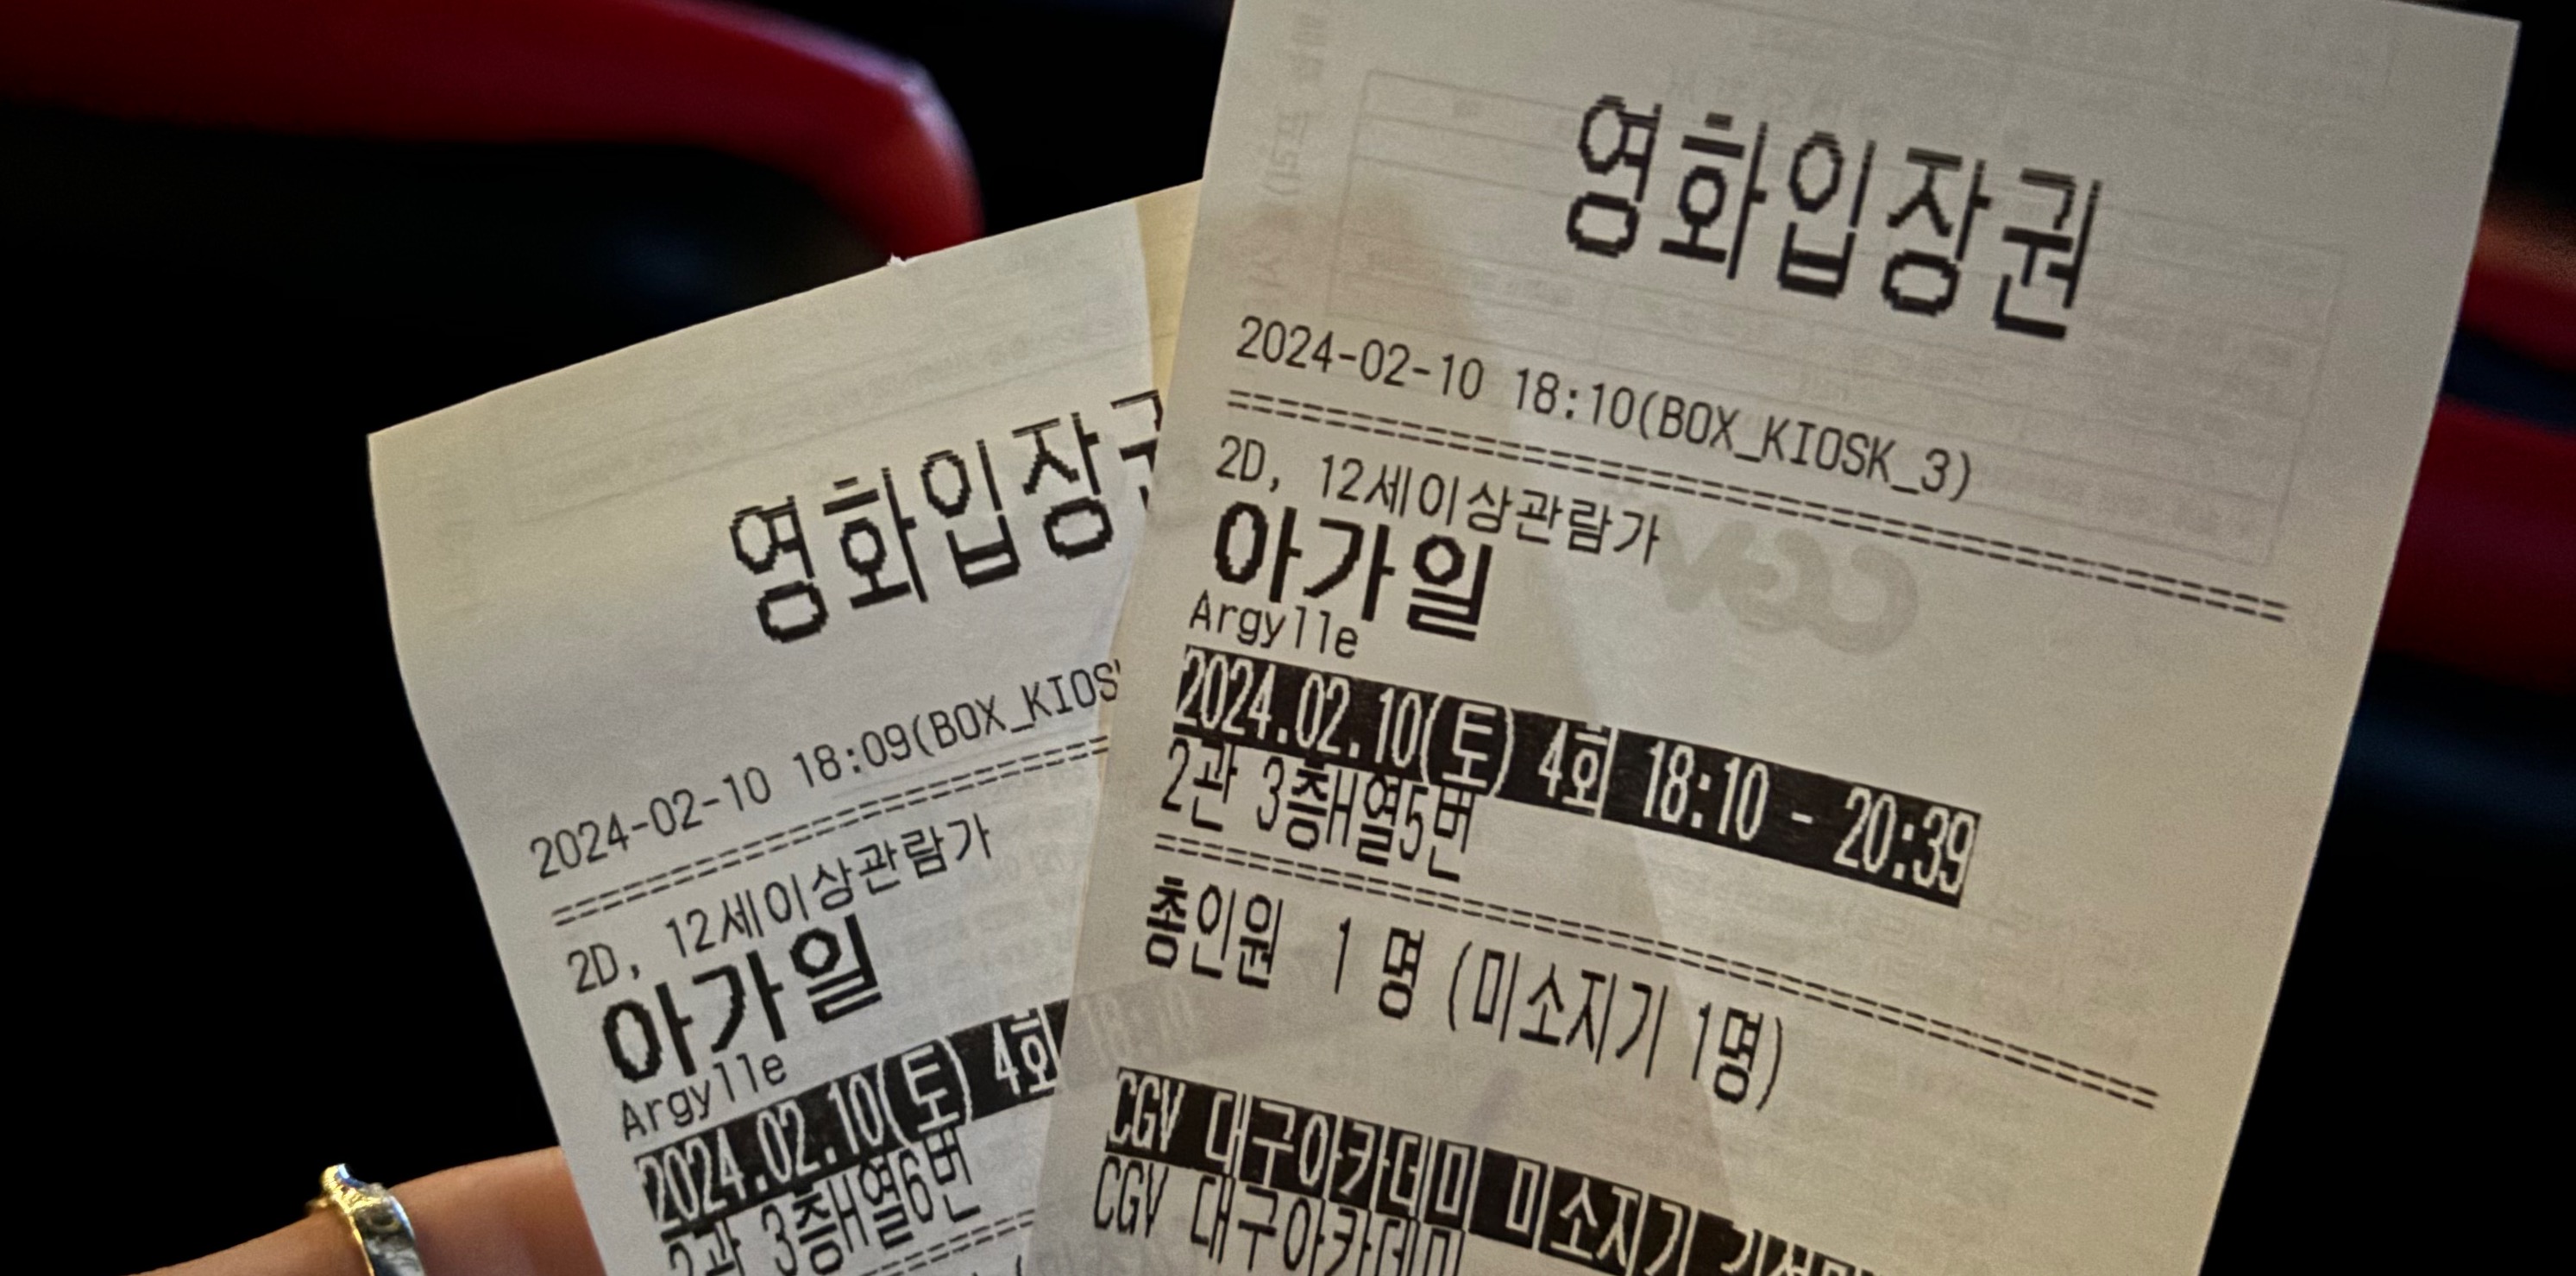 영화입장
2024-02-10 18:09(BOX_KIOS
2D, 12세이상관람가
아가일
Argylle
2024.02.10(토) 4회
2관 3층H열6번
영화입장권
2024-02-10 18:10(BOX_KIOSK_3)
2D, 12세이상관람가
아가일
Argylle
2024.02.10(토) 4회 18:10 - 20:39
2관 3층H열5번
총인원 1 명 (미소지기 1명)
CGV 대구아카데미 미소지기
CGV 대구아카데미